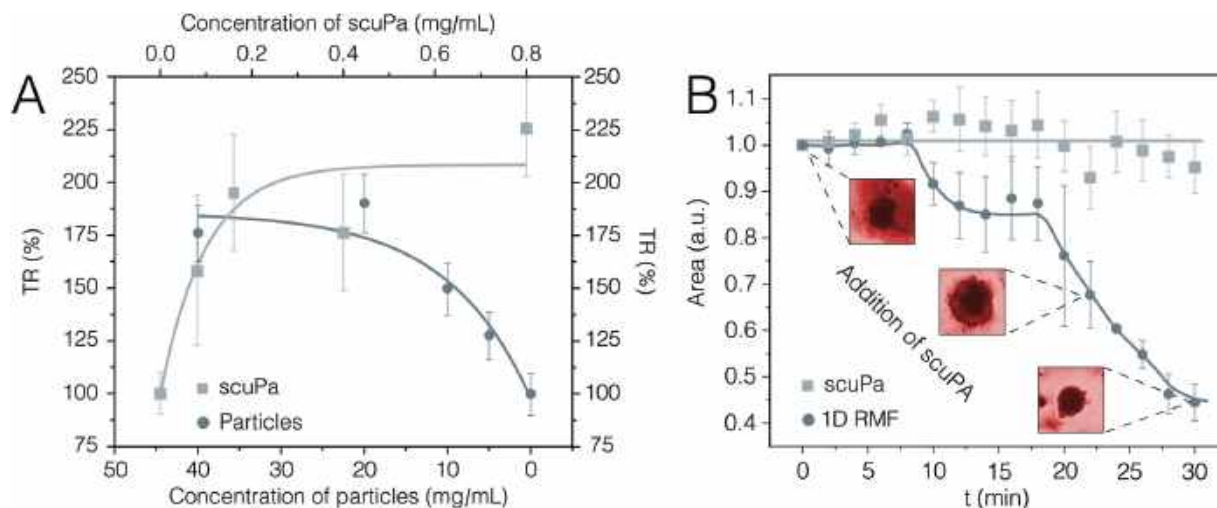 Concentration of scuPa (mg/mL)
0.0 0.2 0.4 0.6 0.8
A
250
225
200
175
150
125
100
75
TR (%)
250
225
200
175
150
125
100
75
TR (%)
scuPa
Particles
50 40 30 20 10 0
Concentration of particles (mg/mL)
B
1.1
1.0
0.9
0.8
0.7
0.6
0.5
0.4
Area (a.u.)
Addition of scuPA
scuPa
1D RMF
0 5 10 15 20 25 30
t (min)